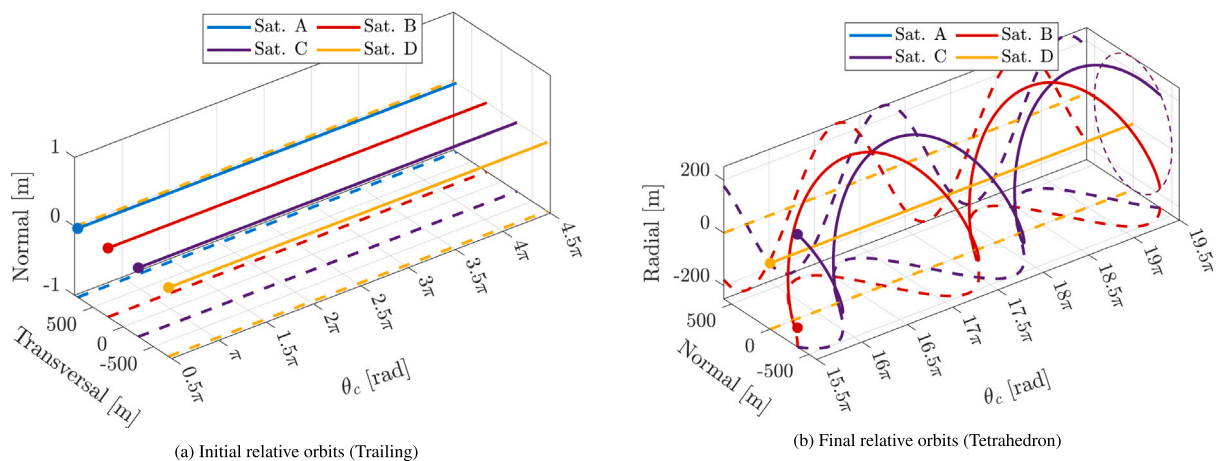 Sat. A Sat. B
Sat. C Sat. D
1
0
-1
Normal [m]
500
0
-500
Transversal [m]
0.5π
π
1.5π
2π
2.5π
3π
3.5π
4π
4.5π
θc [rad]
(a) Initial relative orbits (Trailing)
Sat. A Sat. B
Sat. C Sat. D
200
0
-200
Radial [m]
500
0
-500
Normal [m]
15.5π
16π
16.5π
17π
17.5π
18π
18.5π
19π
19.5π
θc [rad]
(b) Final relative orbits (Tetrahedron)